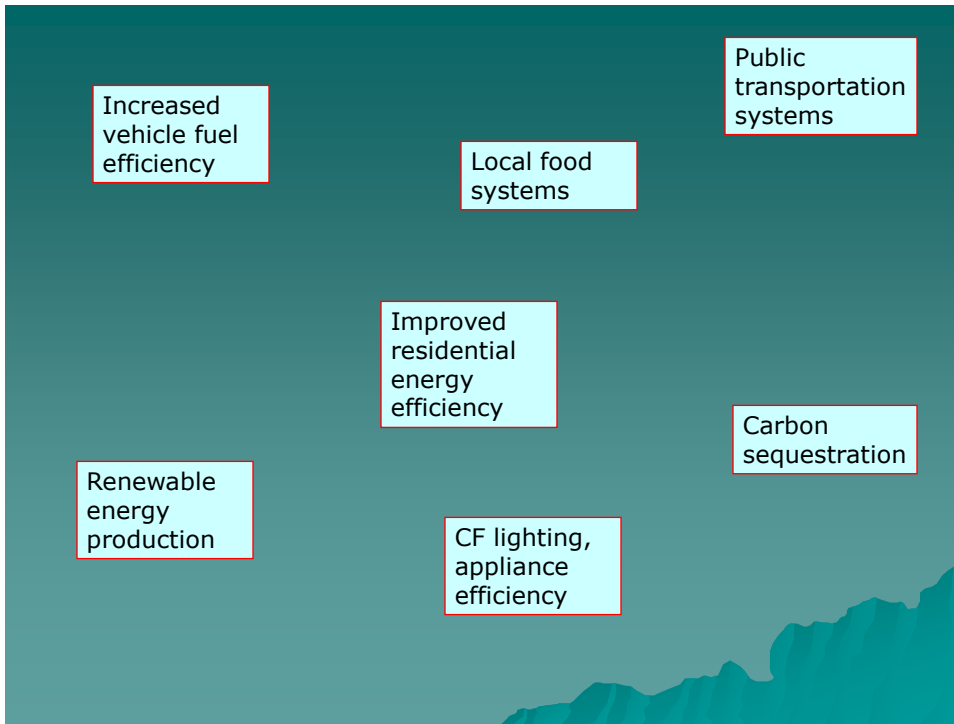 Increased
vehicle fuel
efficiency
Local food
systems
Public
transportation
systems
Improved
residential
energy
efficiency
Carbon
sequestration
Renewable
energy
production
CF lighting,
appliance
efficiency